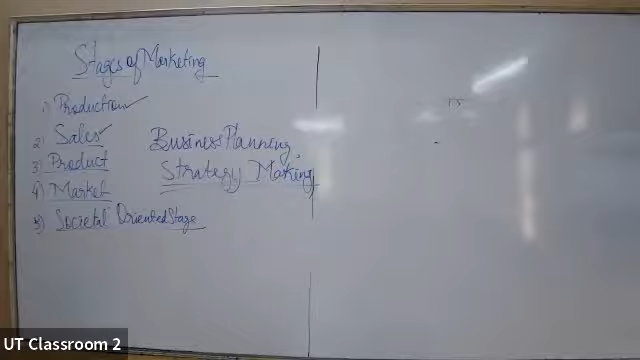 Stages of Marketing
1) Production ✓
2) Sales ✓
3) Product
4) Market
5) Societal Oriented Stage
Business Planning
Strategy Making
UT Classroom 2